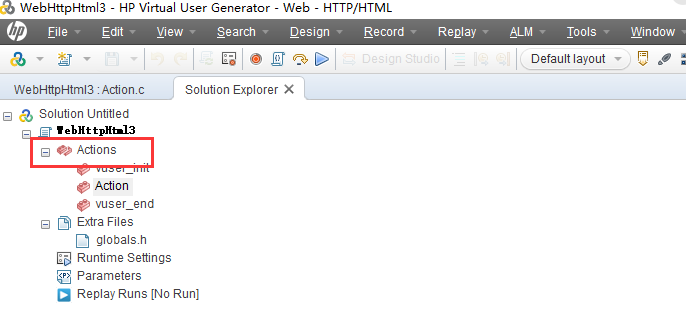 WebHttpHtml3 - HP Virtual User Generator - Web - HTTP/HTML
hp File Edit View Search Design Record Replay ALM Tools Help
Design Studio Default layout
WebHttpHtml3 : Action.c Solution Explorer
Solution Untitled
WebHttpHtml3
Actions
vuser_init
Action
vuser_end
Extra Files
globals.h
Runtime Settings
<P> Parameters
Replay Runs [No Run]